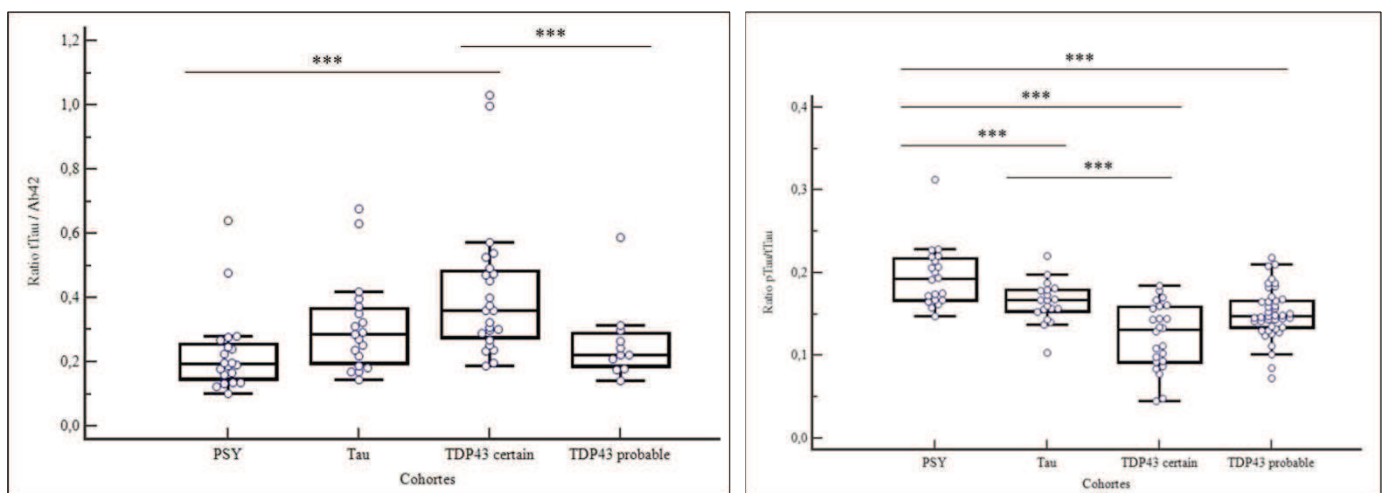 ***
***
1,2
1,0
0,8
0,6
0,4
0,2
0,0
Ratio tTau / Ab42
PSY
Tau
TDP43 certain
TDP43 probable
Cohortes
***
***
***
***
0,4
0,3
0,2
0,1
0,0
Ratio pTau/tTau
PSY
Tau
TDP43 certain
TDP43 probable
Cohortes